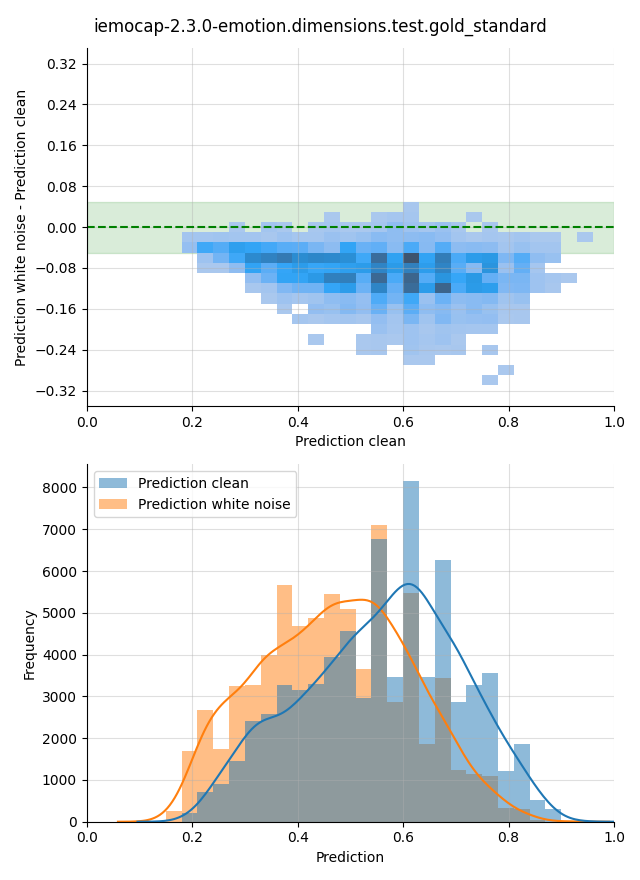 iemocap-2.3.0-emotion.dimensions.test.gold_standard
Prediction white noise - Prediction clean
0.32
0.24
0.16
0.08
0.00
−0.08
−0.16
−0.24
−0.32
0.0 0.2 0.4 0.6 0.8 1.0
Prediction clean
Prediction clean
Prediction white noise
Frequency
8000
7000
6000
5000
4000
3000
2000
1000
0
0.0 0.2 0.4 0.6 0.8 1.0
Prediction